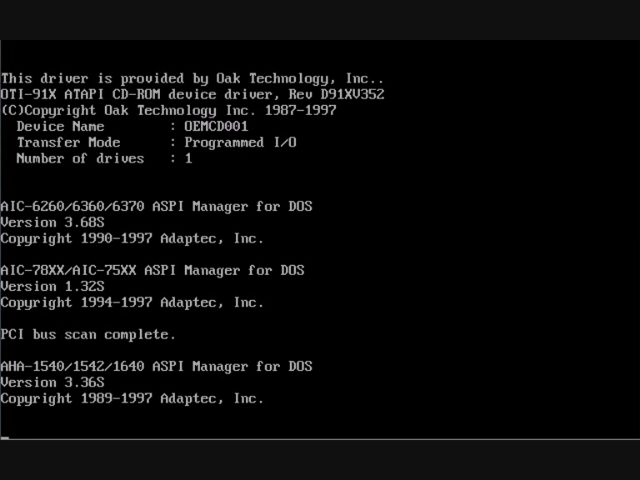 This driver is provided by Oak Technology, Inc..
OTI-91X ATAPI CD-ROM device driver, Rev D91XV352
(C)Copyright Oak Technology Inc. 1987-1997
Device Name : OEMCD001
Transfer Mode : Programmed I/O
Number of drives : 1
AIC-6260/6360/6370 ASPI Manager for DOS
Version 3.68S
Copyright 1990-1997 Adaptec, Inc.
AIC-78XX/AIC-75XX ASPI Manager for DOS
Version 1.32S
Copyright 1994-1997 Adaptec, Inc.
PCI bus scan complete.
AHA-1540/1542/1640 ASPI Manager for DOS
Version 3.36S
Copyright 1989-1997 Adaptec, Inc.